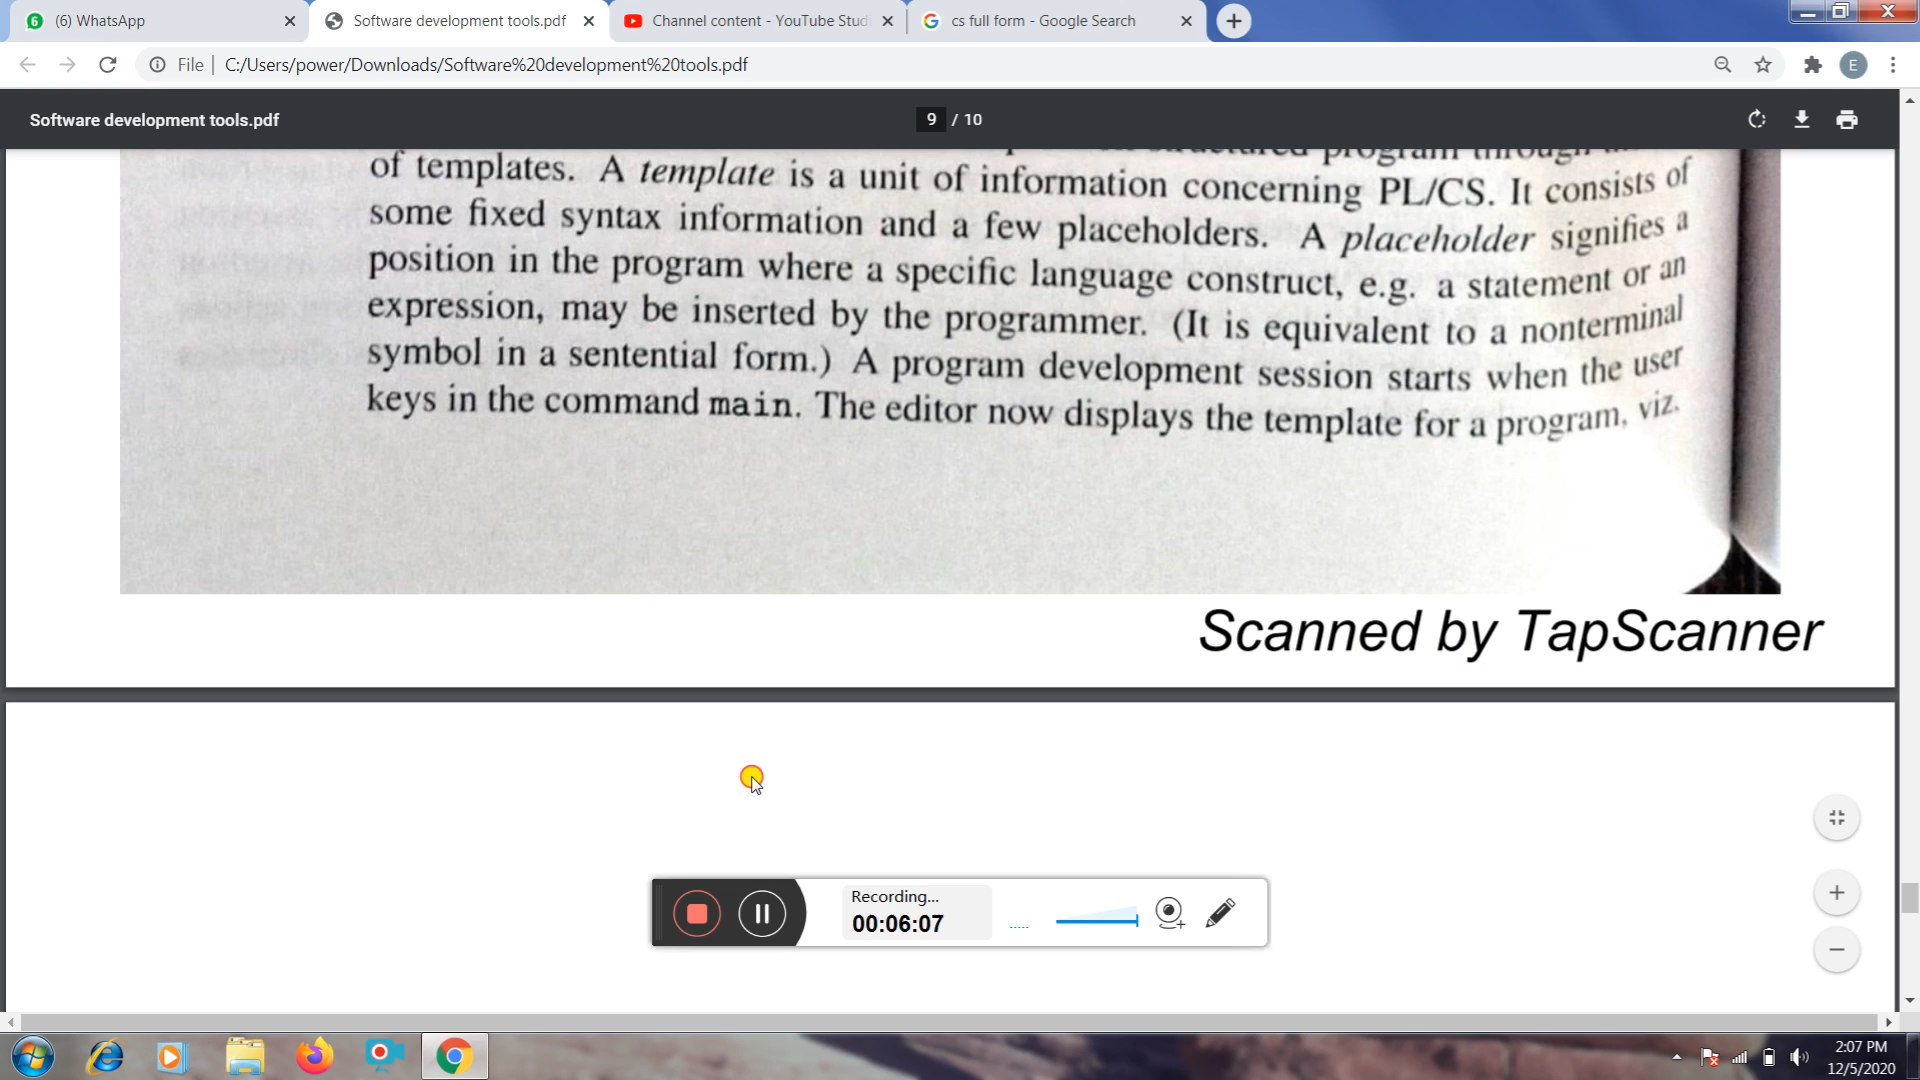 (6) WhatsApp
Software development tools.pdf
Channel content - YouTube Studi
cs full form - Google Search
File
C:/Users/power/Downloads/Software%20development%20tools.pdf
E
Software development tools.pdf
9 / 10
structured program through
of templates. A template is a unit of information concerning PL/CS. It consists of
some fixed syntax information and a few placeholders. A placeholder signifies a
position in the program where a specific language construct, e.g. a statement or an
expression, may be inserted by the programmer. (It is equivalent to a nonterminal
symbol in a sentential form.) A program development session starts when the user
keys in the command main. The editor now displays the template for a program, viz.
Scanned by TapScanner
Recording...
00:06:07
2:07 PM
12/5/2020